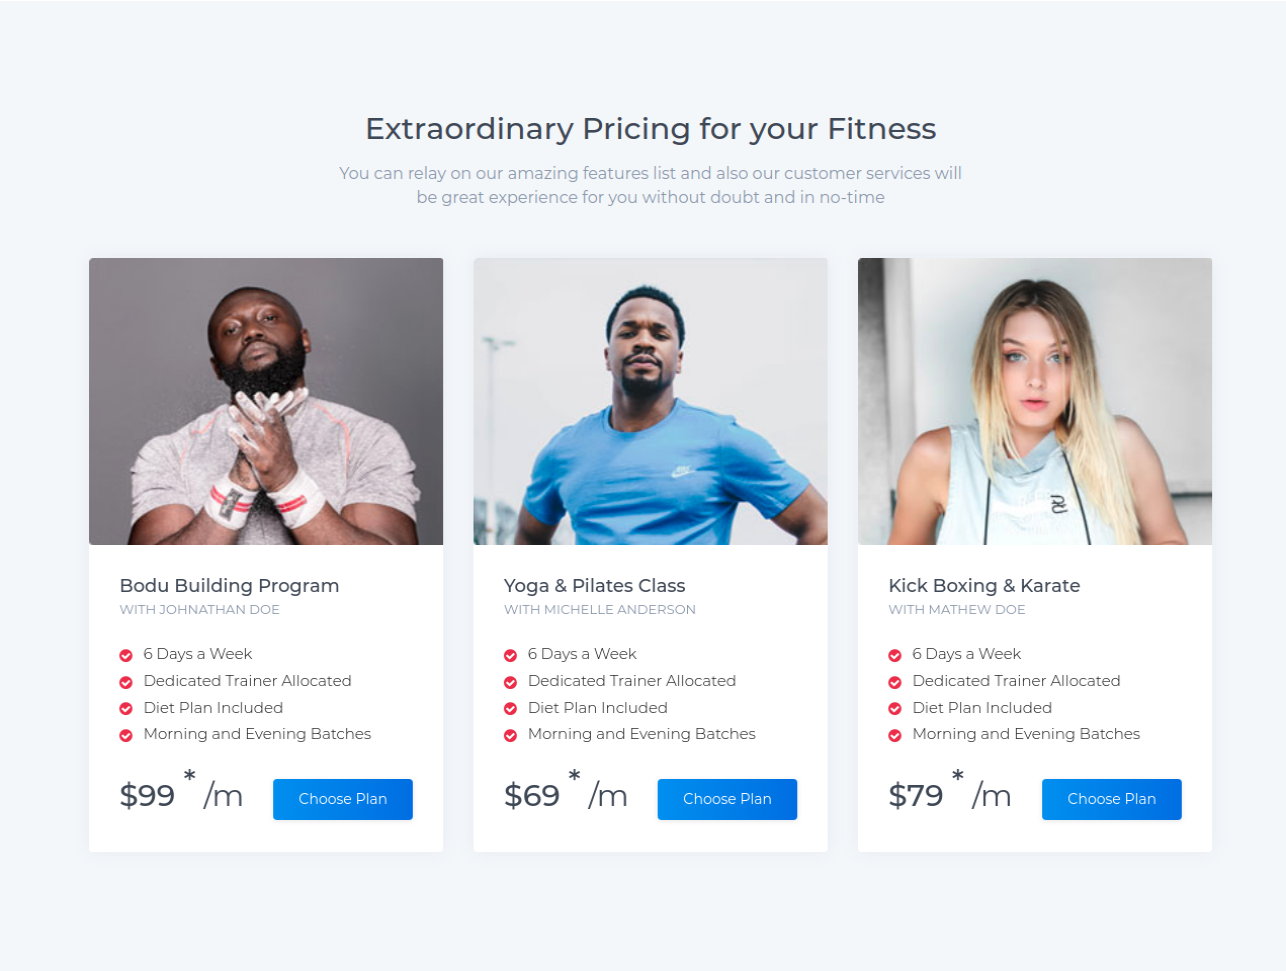 Extraordinary Pricing for your Fitness
You can relay on our amazing features list and also our customer services will
be great experience for you without doubt and in no-time
Bodu Building Program
WITH JOHNATHAN DOE
6 Days a Week
Dedicated Trainer Allocated
Diet Plan Included
Morning and Evening Batches
$99 * /m
Choose Plan
Yoga & Pilates Class
WITH MICHELLE ANDERSON
6 Days a Week
Dedicated Trainer Allocated
Diet Plan Included
Morning and Evening Batches
$69 * /m
Choose Plan
Kick Boxing & Karate
WITH MATHEW DOE
6 Days a Week
Dedicated Trainer Allocated
Diet Plan Included
Morning and Evening Batches
$79 * /m
Choose Plan